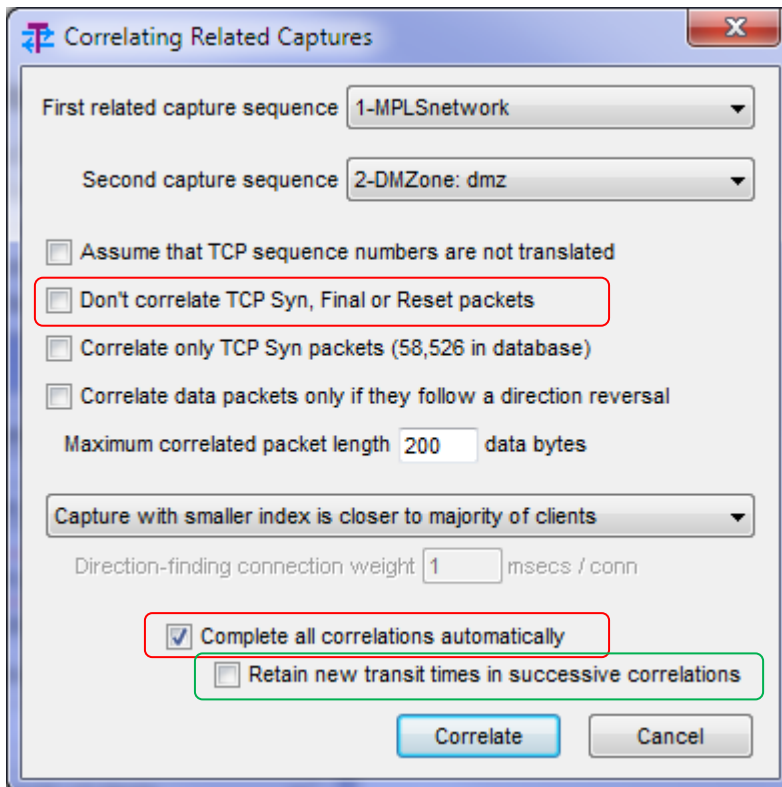 Correlating Related Captures
First related capture sequence 1-MPLSnetwork
Second capture sequence 2-DMZone: dmz
Assume that TCP sequence numbers are not translated
Don't correlate TCP Syn, Final or Reset packets
Correlate only TCP Syn packets (58,526 in database)
Correlate data packets only if they follow a direction reversal
Maximum correlated packet length 200 data bytes
Capture with smaller index is closer to majority of clients
Direction-finding connection weight 1 msecs / conn
Complete all correlations automatically
Retain new transit times in successive correlations
Correlate Cancel